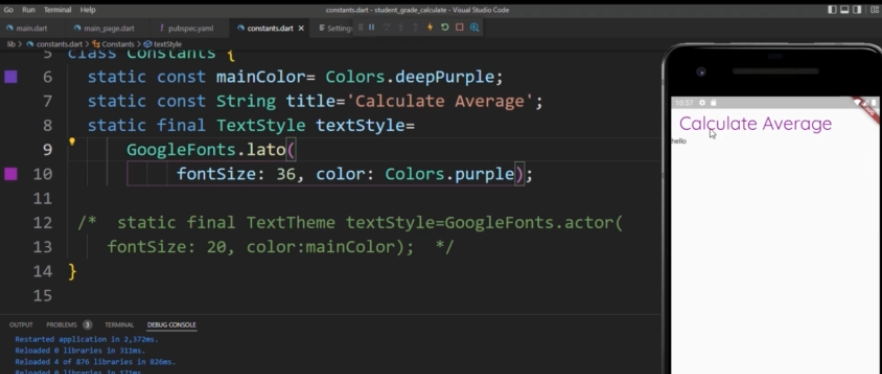 Go Run Terminal Help
constants.dart - student_grade_calculate - Visual Studio Code
main.dart main_page.dart ! pubspec.yaml constants.dart × Setting
lib > constants.dart > Constants > textStyle
5 class Constants {
6 static const mainColor= Colors.deepPurple;
7 static const String title='Calculate Average';
8 static final TextStyle textStyle=
9 GoogleFonts.lato(
10 fontSize: 36, color: Colors.purple);
11
12 /* static final TextTheme textStyle=GoogleFonts.actor(
13 fontSize: 20, color:mainColor); */
14 }
15
OUTPUT PROBLEMS 3 TERMINAL DEBUG CONSOLE
Restarted application in 2,372ms.
Reloaded 0 libraries in 311ms.
Reloaded 4 of 876 libraries in 826ms.
Reloaded 0 libraries in 171ms.
10:57
Calculate Average
hello